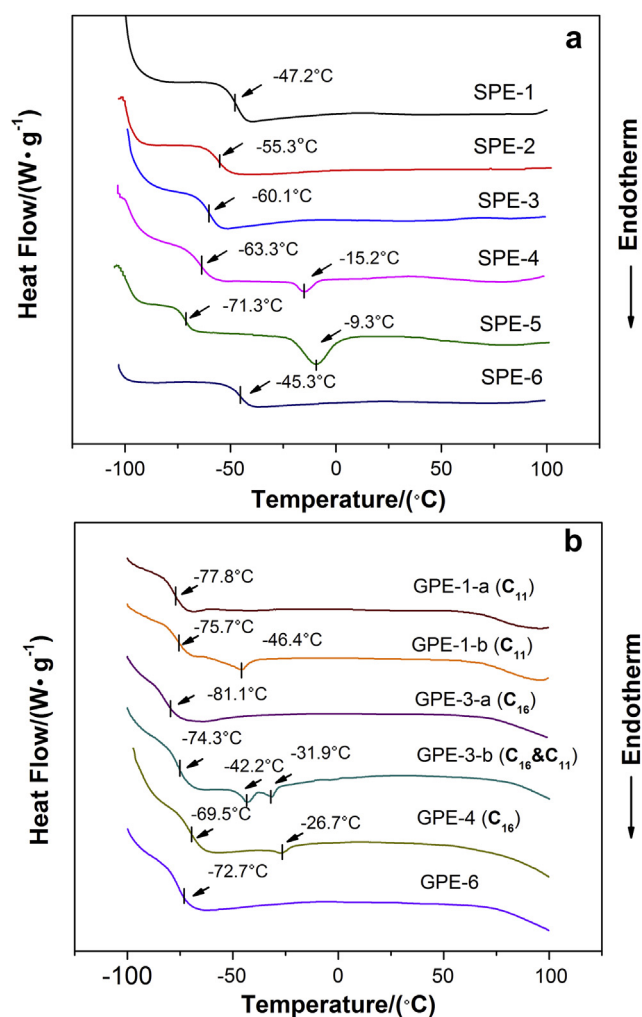 a
-47.2°C
SPE-1
-55.3°C
SPE-2
-60.1°C
SPE-3
-63.3°C
-15.2°C
SPE-4
-71.3°C
-9.3°C
SPE-5
-45.3°C
SPE-6
Heat Flow/(W· g⁻¹)
Endotherm
-100 -50 0 50 100
Temperature/(°C)
b
-77.8°C
GPE-1-a (C₁₁)
-75.7°C
-46.4°C
GPE-1-b (C₁₁)
-81.1°C
GPE-3-a (C₁₆)
-74.3°C
-42.2°C
-31.9°C
GPE-3-b (C₁₆&C₁₁)
-69.5°C
-26.7°C
GPE-4 (C₁₆)
-72.7°C
GPE-6
Heat Flow/(W· g⁻¹)
Endotherm
-100 -50 0 50 100
Temperature/(°C)